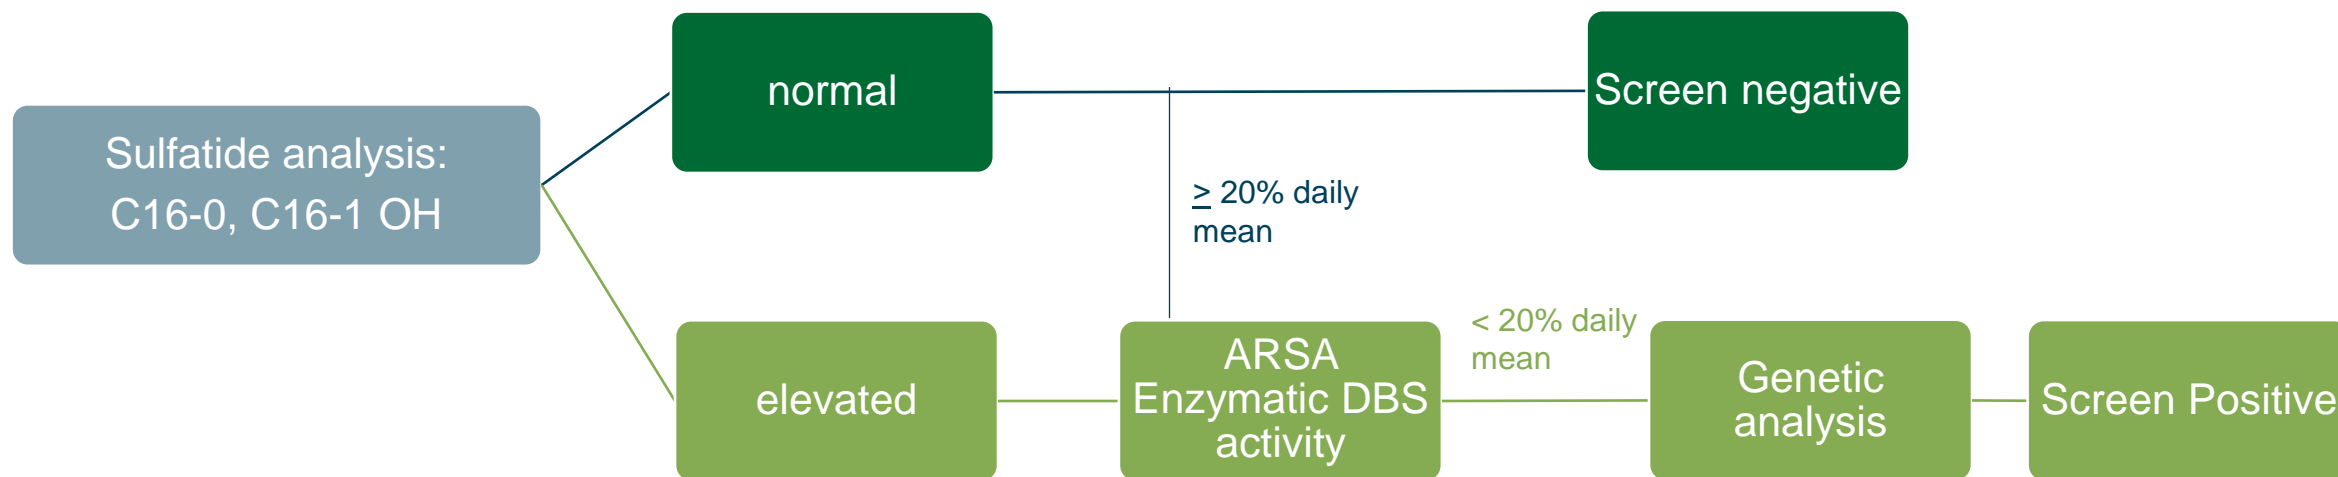 Sulfatide analysis:
C16-0, C16-1 OH
normal
Screen negative
≥ 20% daily
mean
elevated
ARSA
Enzymatic DBS
activity
< 20% daily
mean
Genetic
analysis
Screen Positive